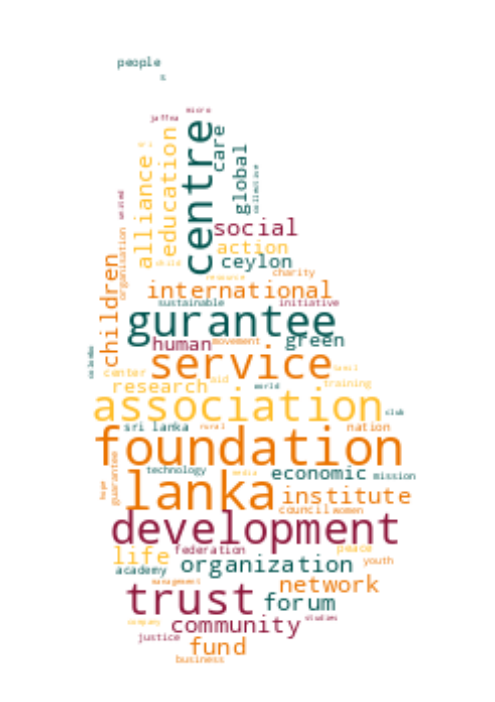 people
s
micro
jaffna
centre
care
education
alliance
global
collective
united
social
action
ceylon
child
charity
organisation
children
resource
international
sustainable
initiative
gurantee
human
movement
green
service
colombo
center
aid
tamil
research
world
training
association
club
sri lanka
rural
nation
foundation
technology
media
economic
mission
guarantee
hope
lanka
institute
council
women
development
federation
peace
life
organization
youth
academy
management
network
trust
forum
company
studies
community
justice
fund
business